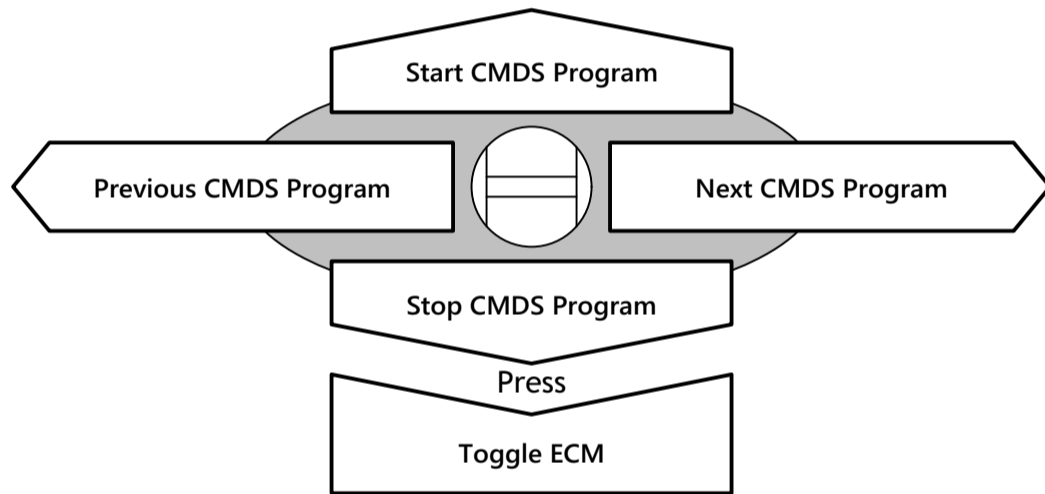 Start CMDS Program
Previous CMDS Program
Next CMDS Program
Stop CMDS Program
Press
Toggle ECM